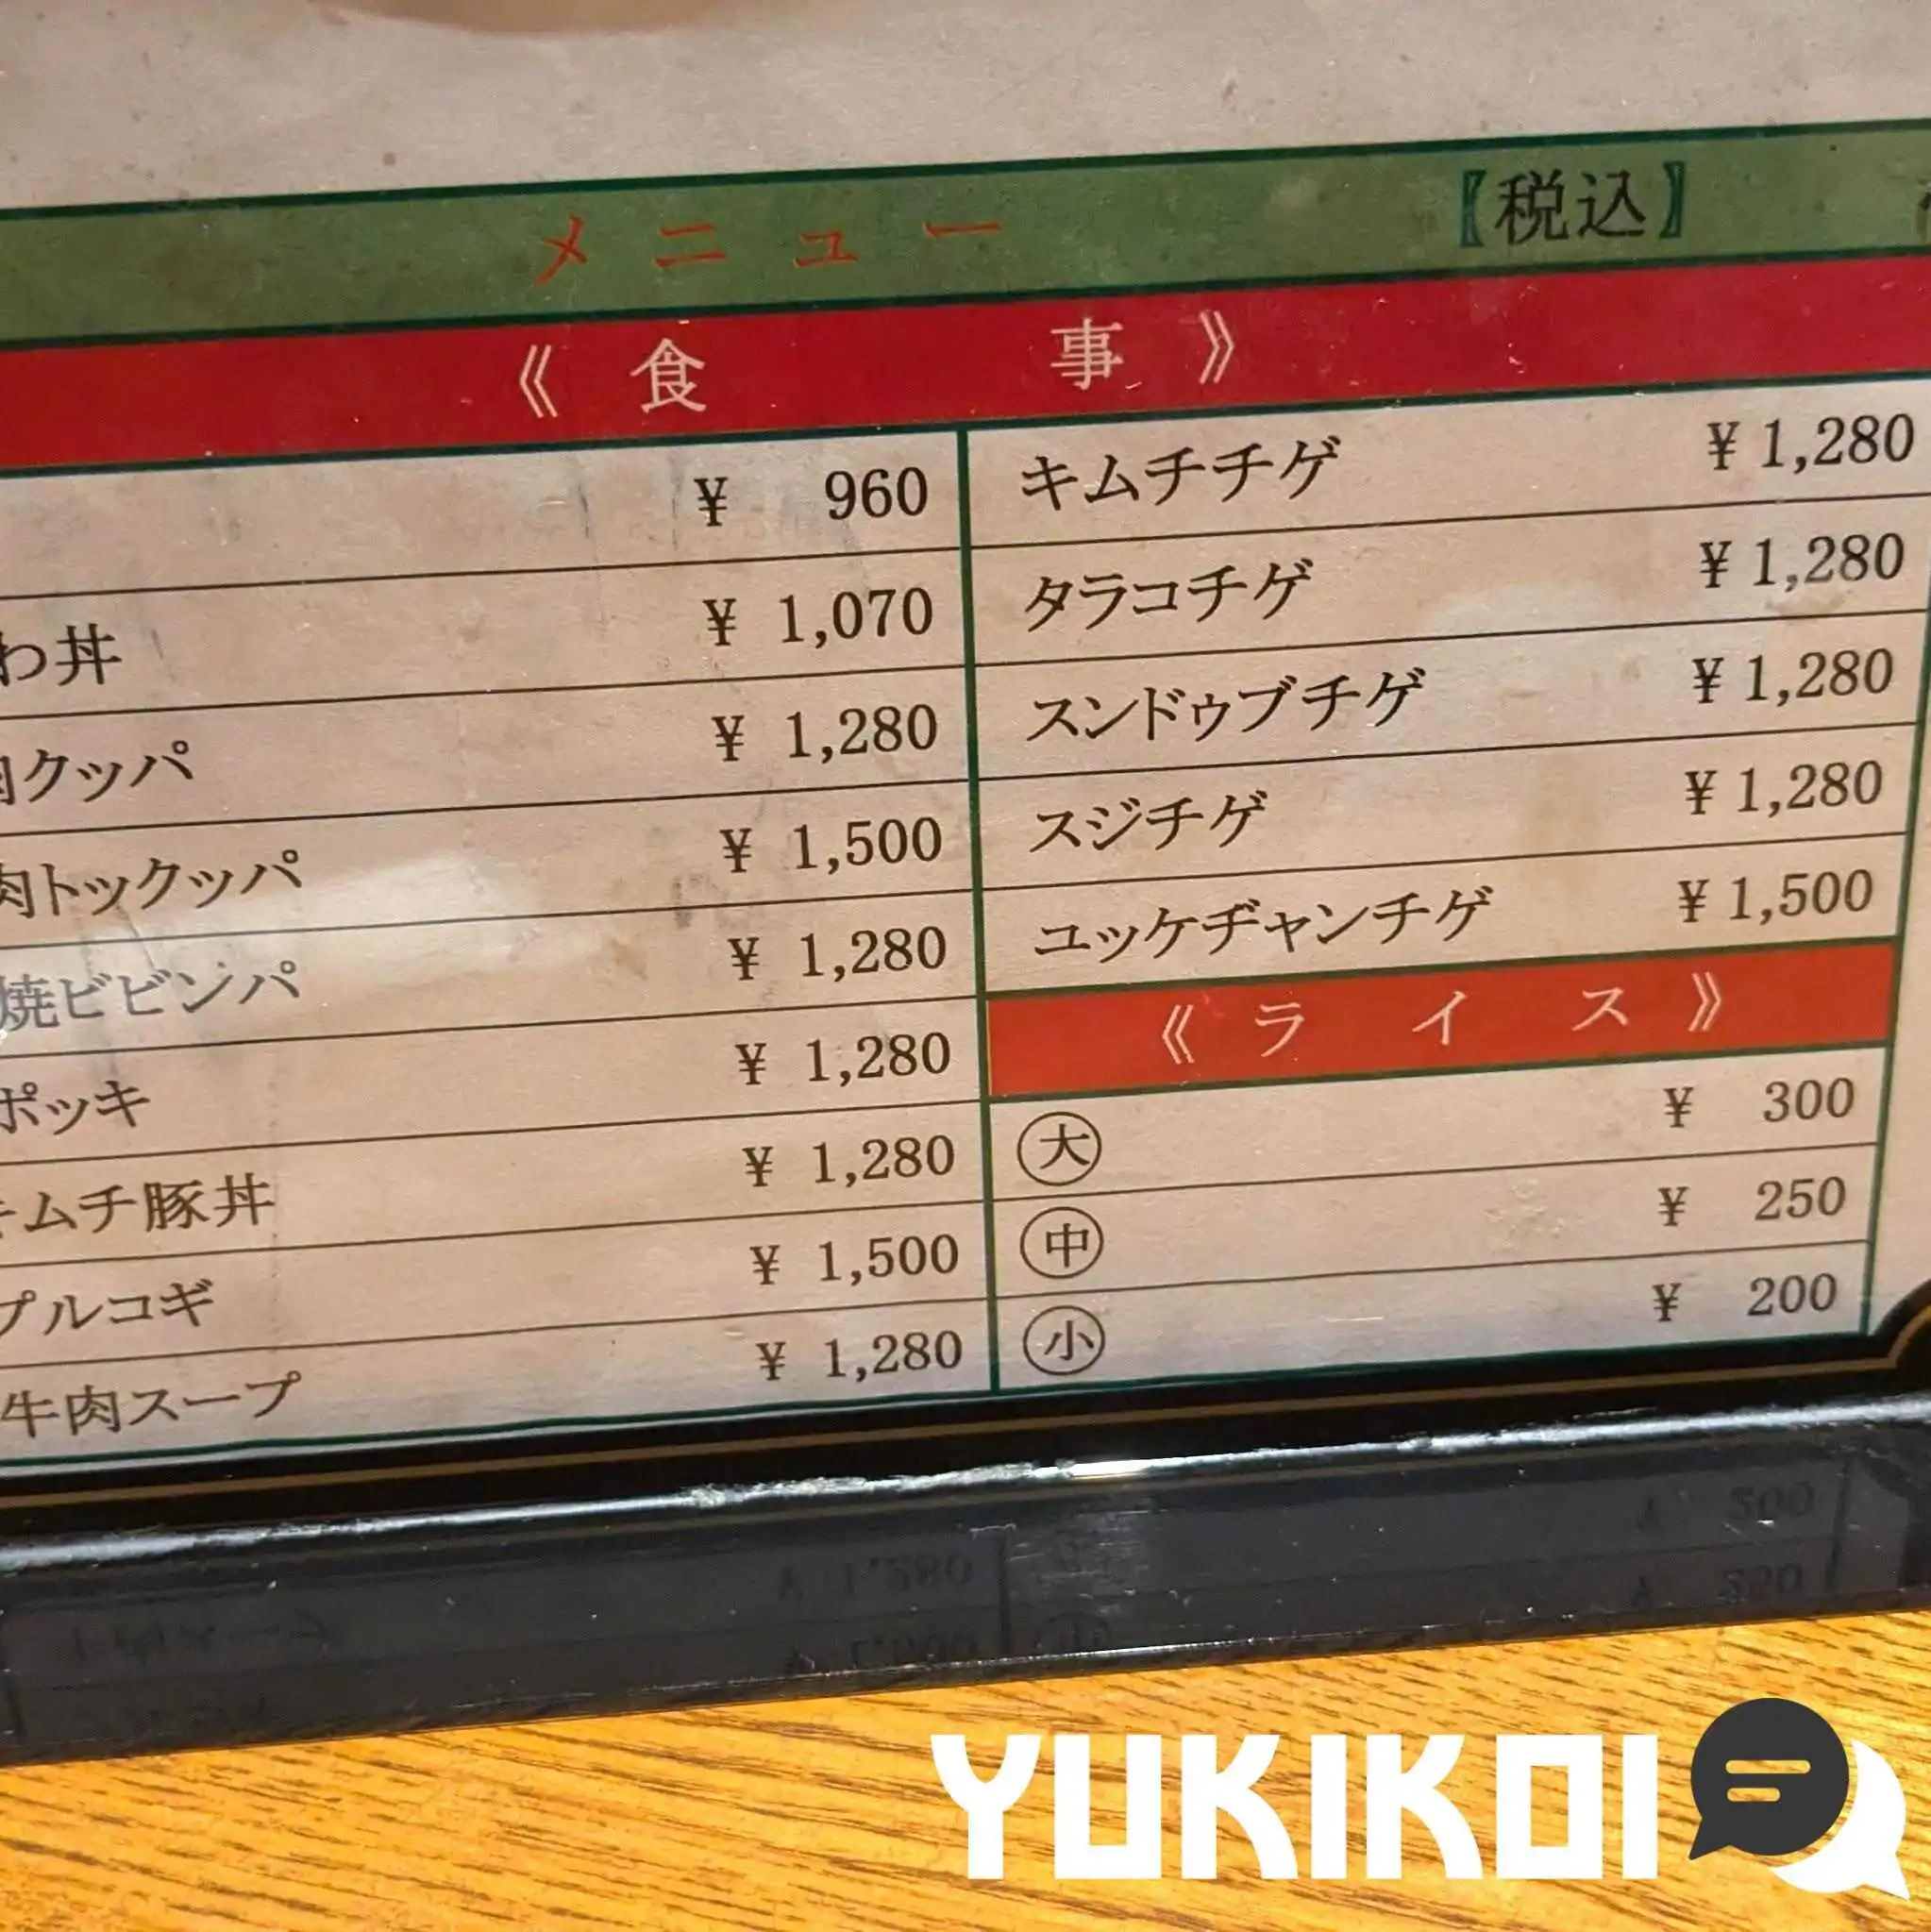 メニュー 【税込】
《食事》
¥ 960
わ丼 ¥ 1,070
肉クッパ ¥ 1,280
肉トックッパ ¥ 1,500
焼ビビンパ ¥ 1,280
ポッキ ¥ 1,280
キムチ豚丼 ¥ 1,280
プルコギ ¥ 1,500
牛肉スープ ¥ 1,280
キムチチゲ ¥ 1,280
タラコチゲ ¥ 1,280
スンドゥブチゲ ¥ 1,280
スジチゲ ¥ 1,280
ユッケヂャンチゲ ¥ 1,500
《ライス》
大 ¥ 300
中 ¥ 250
小 ¥ 200
YUKIKOI